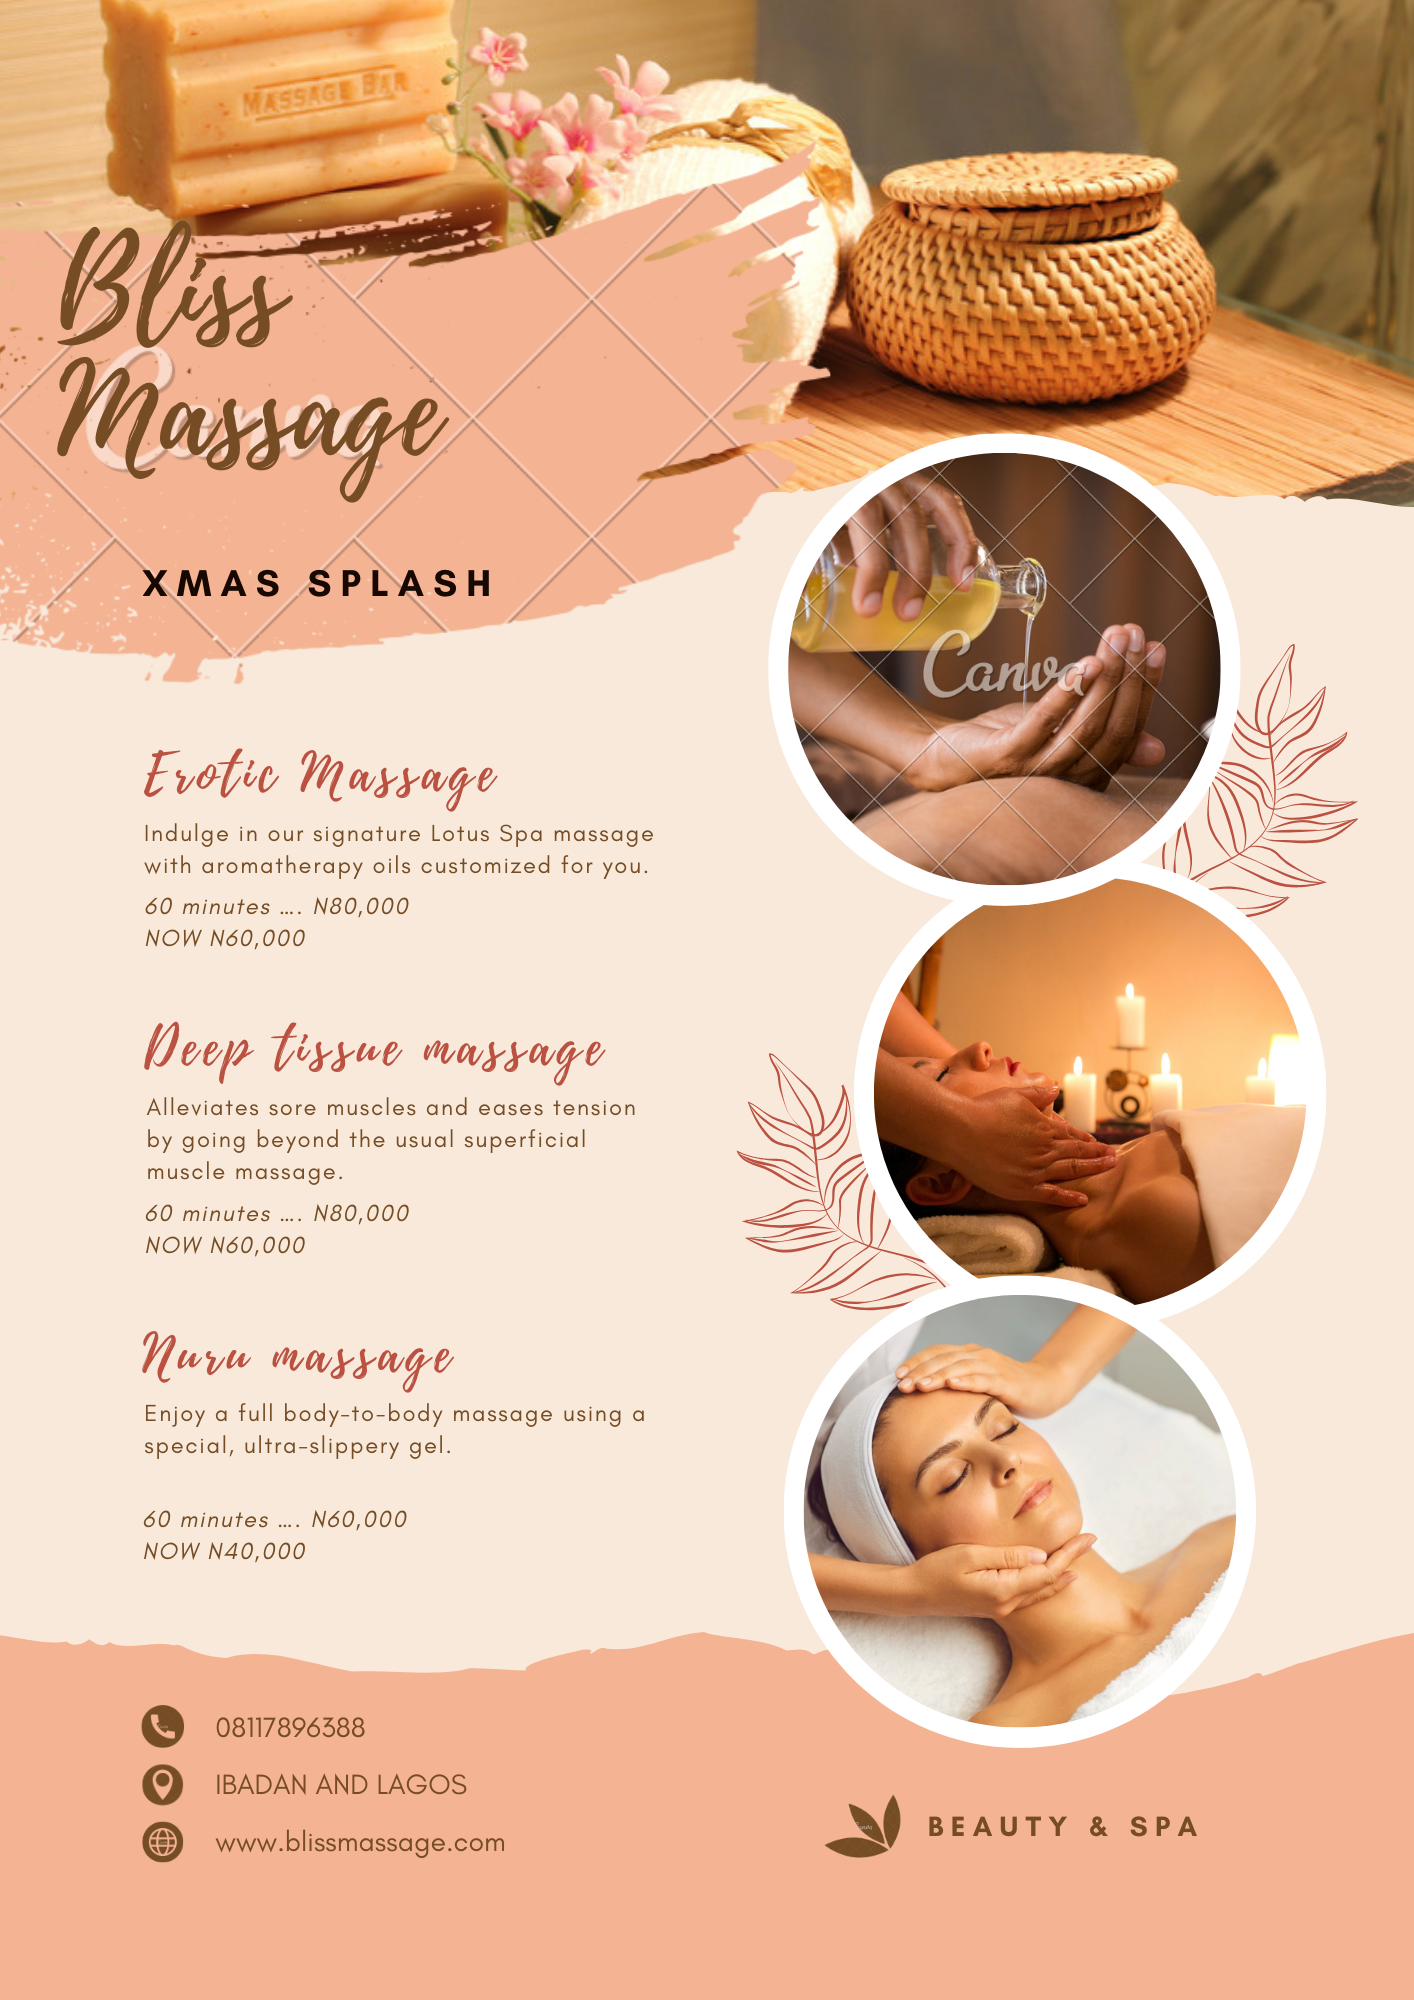 MASSAGE BAR
Bliss
Massage
Canva
XMAS SPLASH
Canva
Erotic Massage
Indulge in our signature Lotus Spa massage
with aromatherapy oils customized for you.
60 minutes .... N80,000
NOW N60,000
Deep tissue massage
Alleviates sore muscles and eases tension
by going beyond the usual superficial
muscle massage.
60 minutes .... N80,000
NOW N60,000
Nuru massage
Enjoy a full body-to-body massage using a
special, ultra-slippery gel.
60 minutes .... N60,000
NOW N40,000
08117896388
IBADAN AND LAGOS
www.blissmassage.com
BEAUTY & SPA